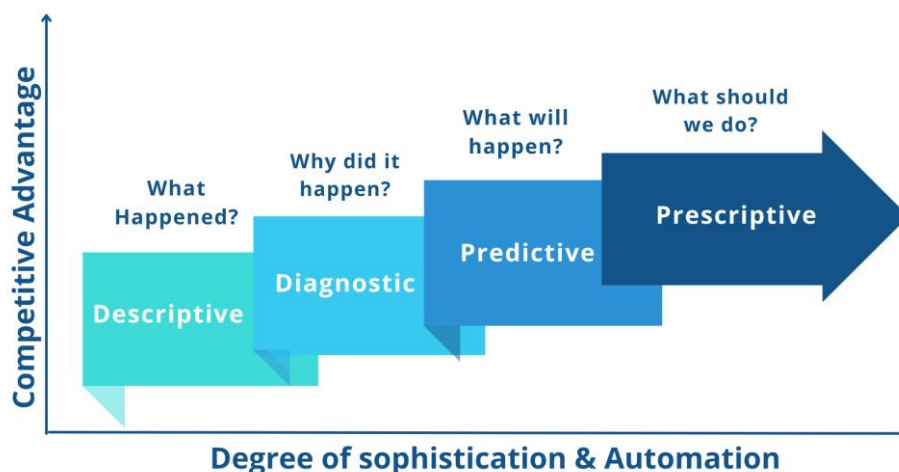 Competitive Advantage
What
Happened?
Descriptive
Why did it
happen?
Diagnostic
What will
happen?
Predictive
What should
we do?
Prescriptive
Degree of sophistication & Automation